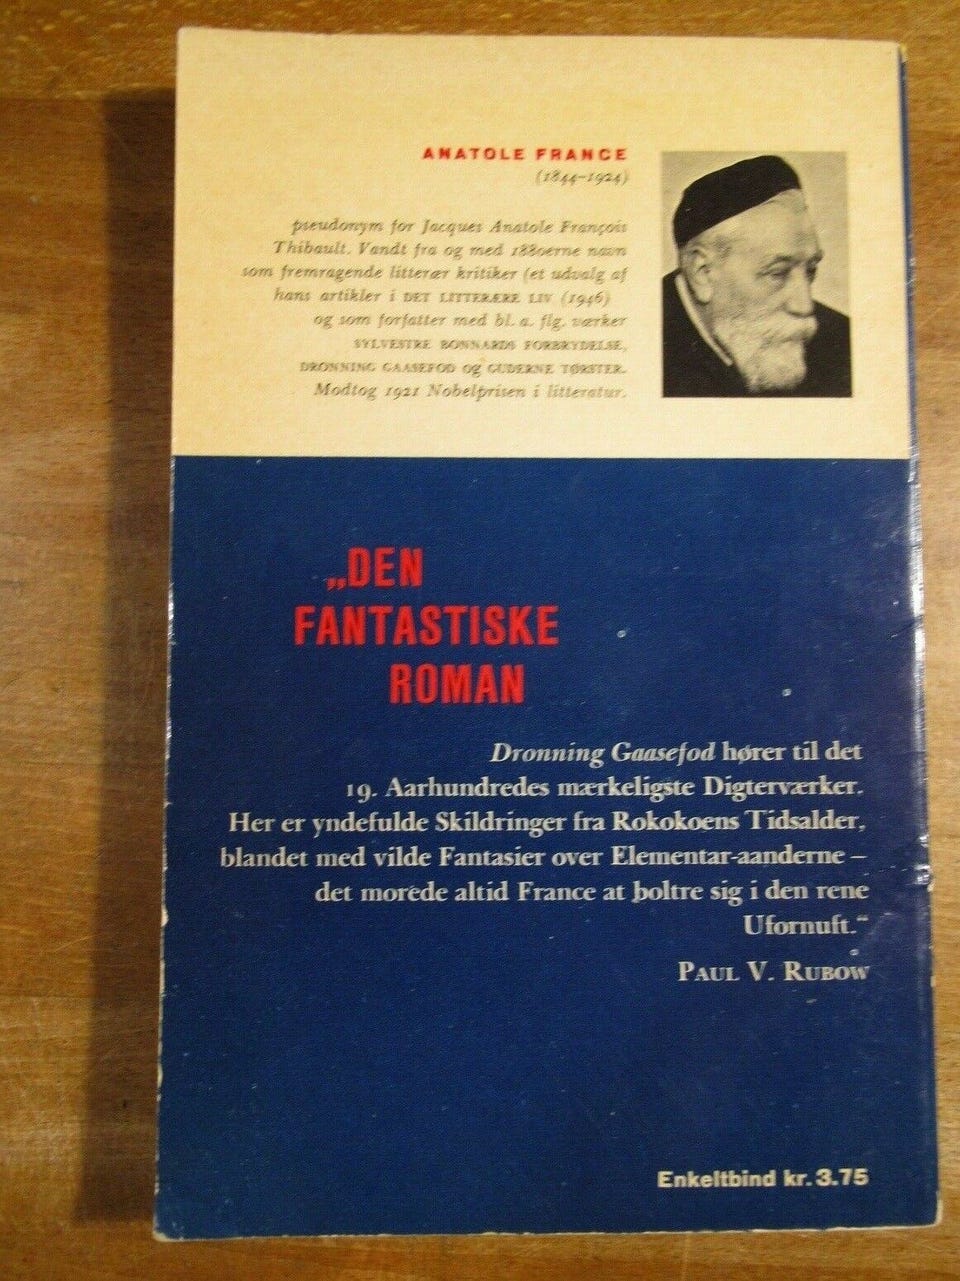 ANATOLE FRANCE
(1844–1924)
pseudonym for Jacques Anatole François
Thibault. Vandt fra og med 1880erne navn
som fremragende litterær kritiker (et udvalg af
hans artikler i DET LITTERÆRE LIV (1946)
og som forfatter med bl. a. flg. værker
SYLVESTRE BONNARDS FORBRYDELSE,
DRONNING GAASEFOD og GUDERNE TØRSTER.
Modtog 1921 Nobelprisen i litteratur.
„DEN
FANTASTISKE
ROMAN
Dronning Gaasefod hører til det
19. Aarhundredes mærkeligste Digterværker.
Her er yndefulde Skildringer fra Rokokoens Tidsalder,
blandet med vilde Fantasier over Elementar-aanderne –
det morede altid France at boltre sig i den rene
Ufornuft.“
PAUL V. RUBOW
Enkeltbind kr. 3.75